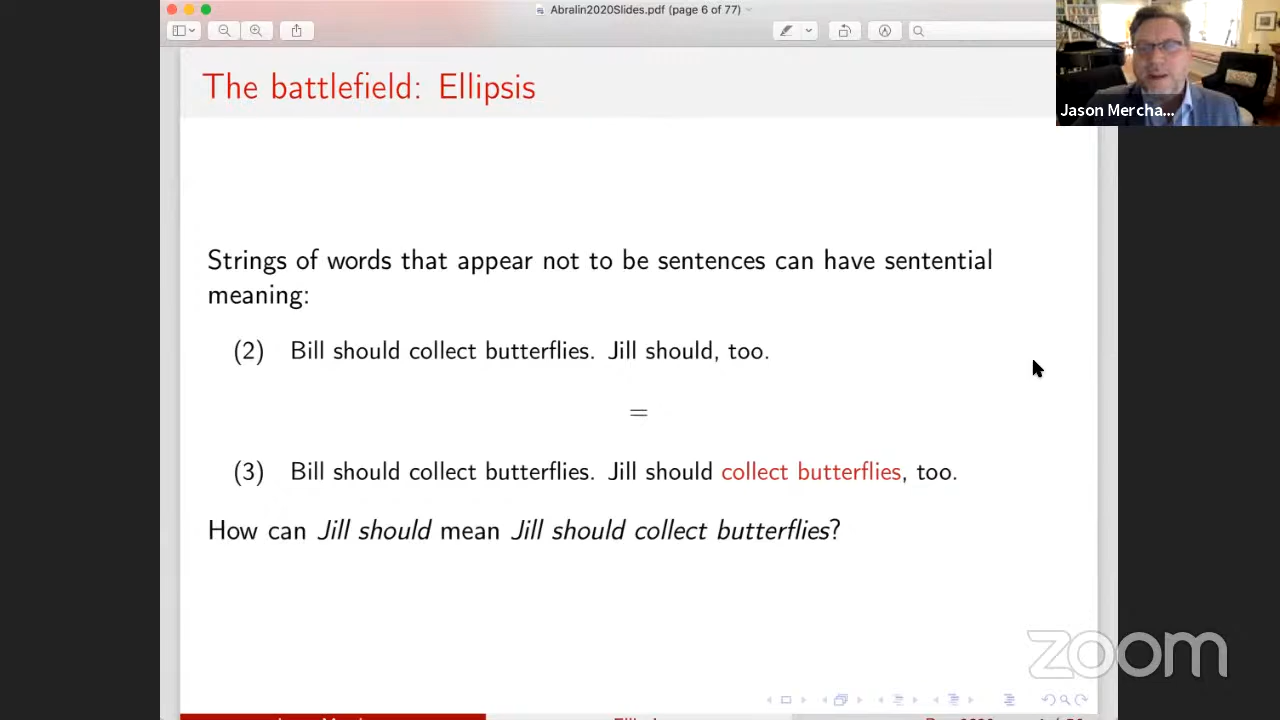 Abralin2020Slides.pdf (page 6 of 77)
The battlefield: Ellipsis
Jason Mercha...
Strings of words that appear not to be sentences can have sentential
meaning:
(2) Bill should collect butterflies. Jill should, too.
=
(3) Bill should collect butterflies. Jill should collect butterflies, too.
How can Jill should mean Jill should collect butterflies?
zoom